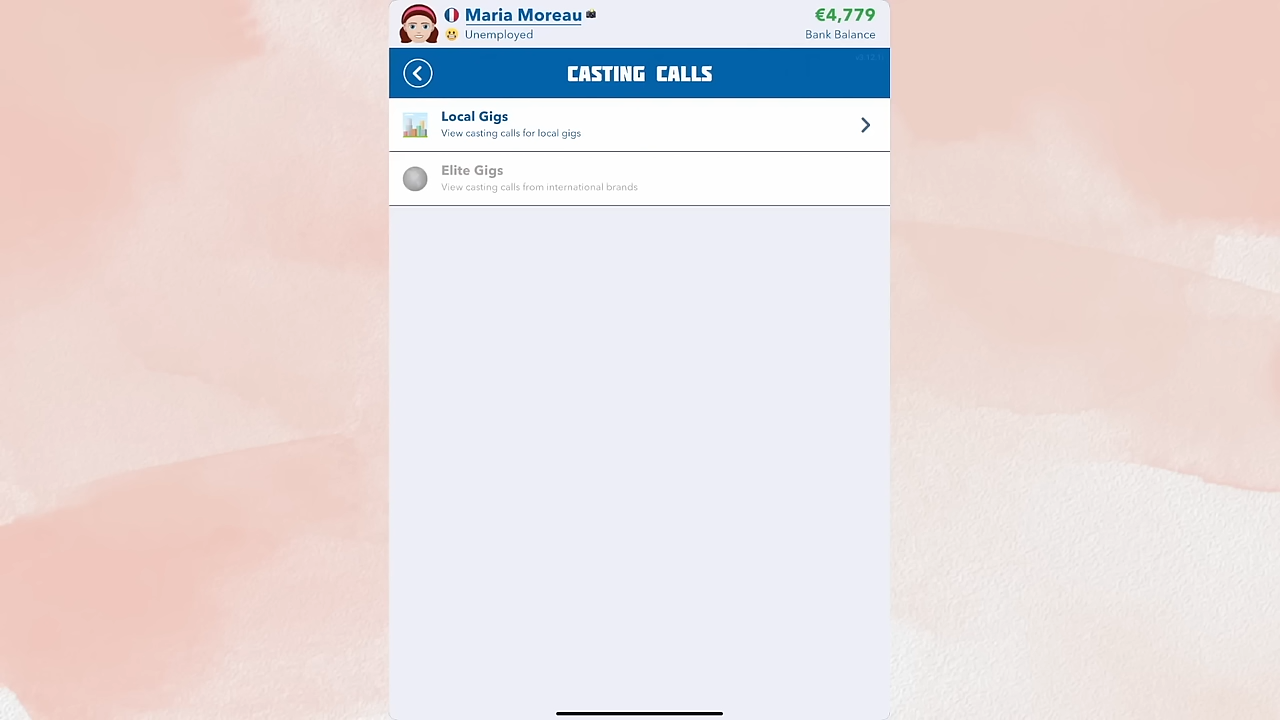 Maria Moreau
Unemployed
€4,779
Bank Balance
CASTING CALLS
Local Gigs
View casting calls for local gigs
Elite Gigs
View casting calls from international brands